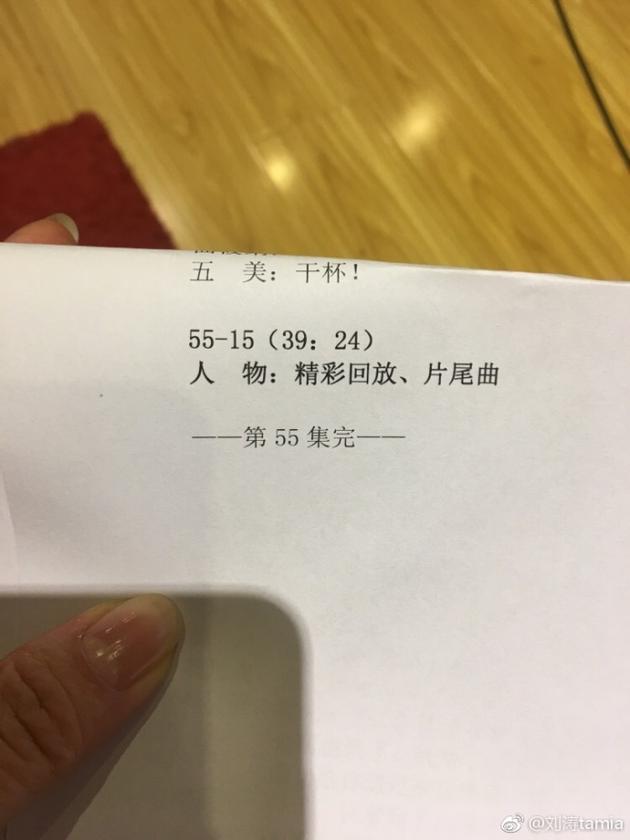 五　美：干杯！
55-15（39：24）
人　物：精彩回放、片尾曲
——第 55 集完——
@刘涛tamia